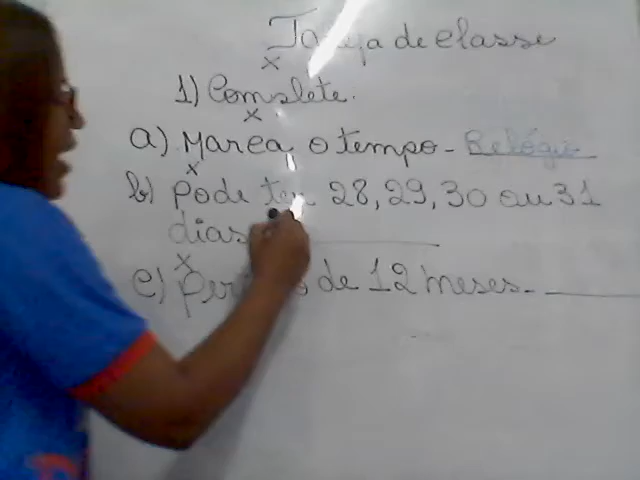 Tarefa de classe
x
1) Complete.
x
a) Marca o tempo - Relógio
x
b) Pode ter 28, 29, 30 ou 31
dias
x
c) de 12 meses.